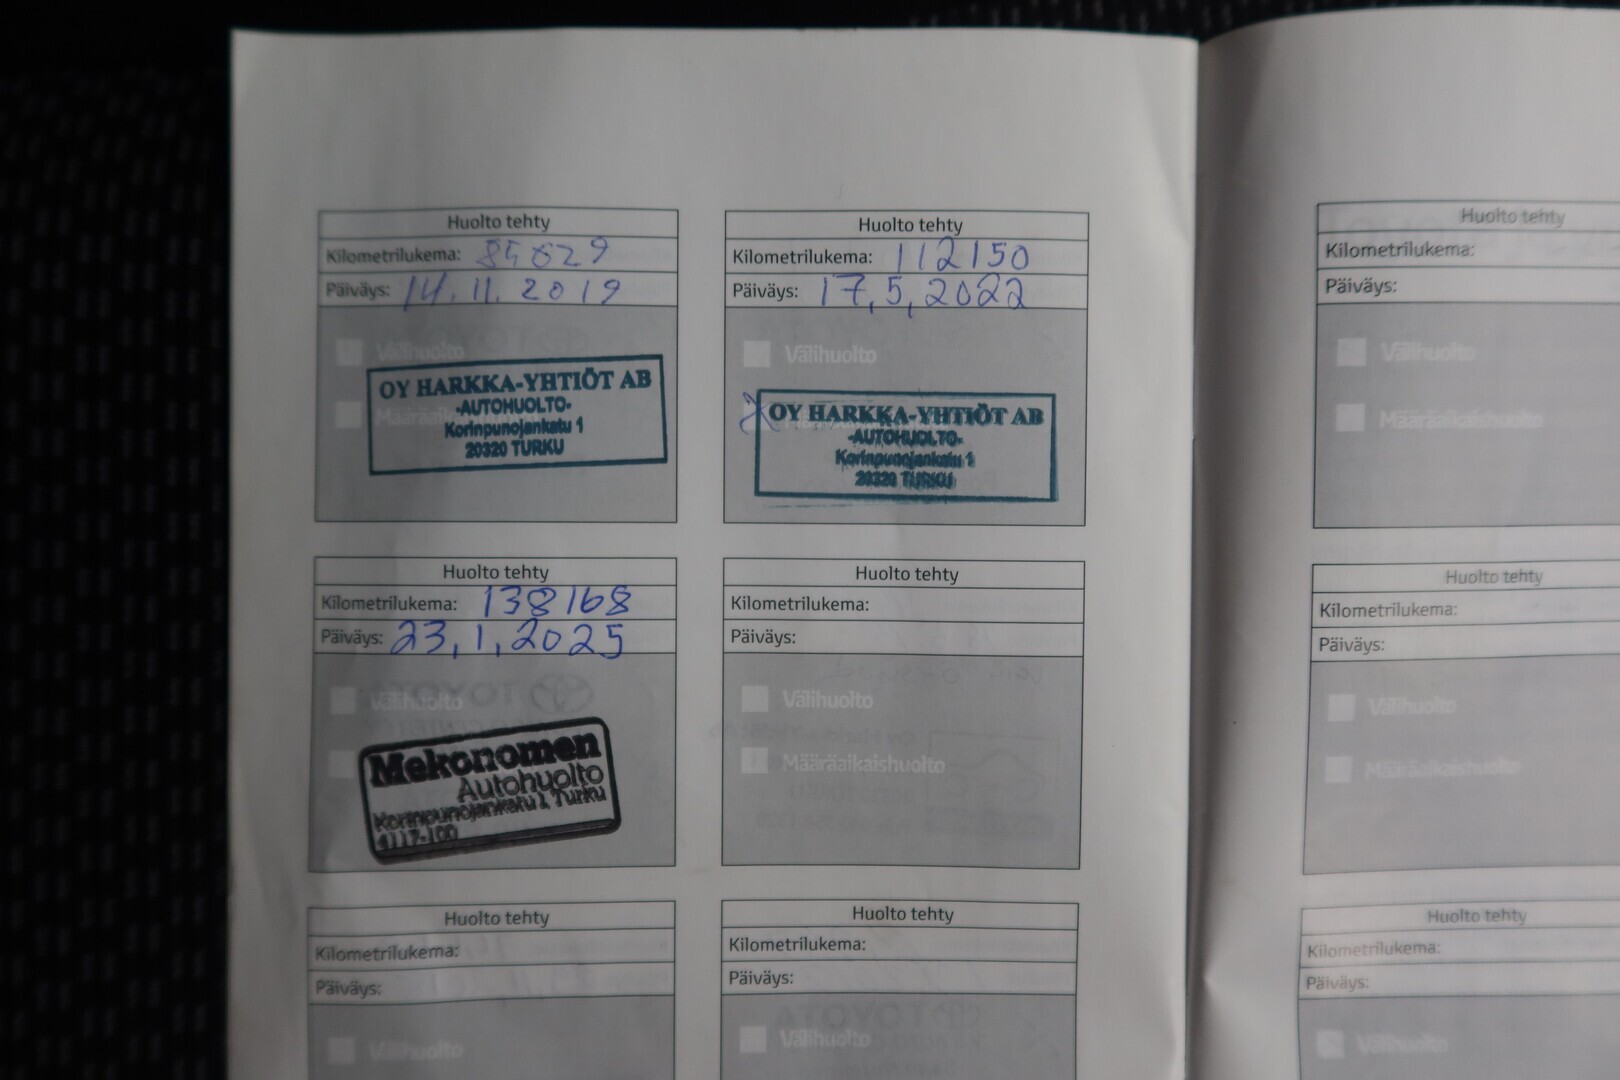 Huolto tehty
Kilometrilukema: 85629
Päiväys: 14.11.2019
Välihuolto
OY HARKKA-YHTIÖT AB
-AUTOHUOLTO-
Korinpunojankatu 1
20320 TURKU
Huolto tehty
Kilometrilukema: 112150
Päiväys: 17,5,2022
Välihuolto
X OY HARKKA-YHTIÖT AB
-AUTOHUOLTO-
Korinpunojankatu 1
20320 TURKU
Huolto tehty
Kilometrilukema: 138168
Päiväys: 23,1,2025
Välihuolto
Mekonomen
Autohuolto
Korinpunojankatu 1 Turku
4117-100
Huolto tehty
Kilometrilukema:
Päiväys:
Välihuolto
Määräaikaishuolto
Huolto tehty
Kilometrilukema:
Päiväys:
Välihuolto
Huolto tehty
Kilometrilukema:
Päiväys:
Välihuolto
Huolto tehty
Kilometrilukema:
Päiväys:
Välihuolto
Määräaikaishuolto
Huolto tehty
Kilometrilukema:
Päiväys:
Välihuolto
Määräaikaishuolto
Huolto tehty
Kilometrilukema:
Päiväys:
Välihuolto